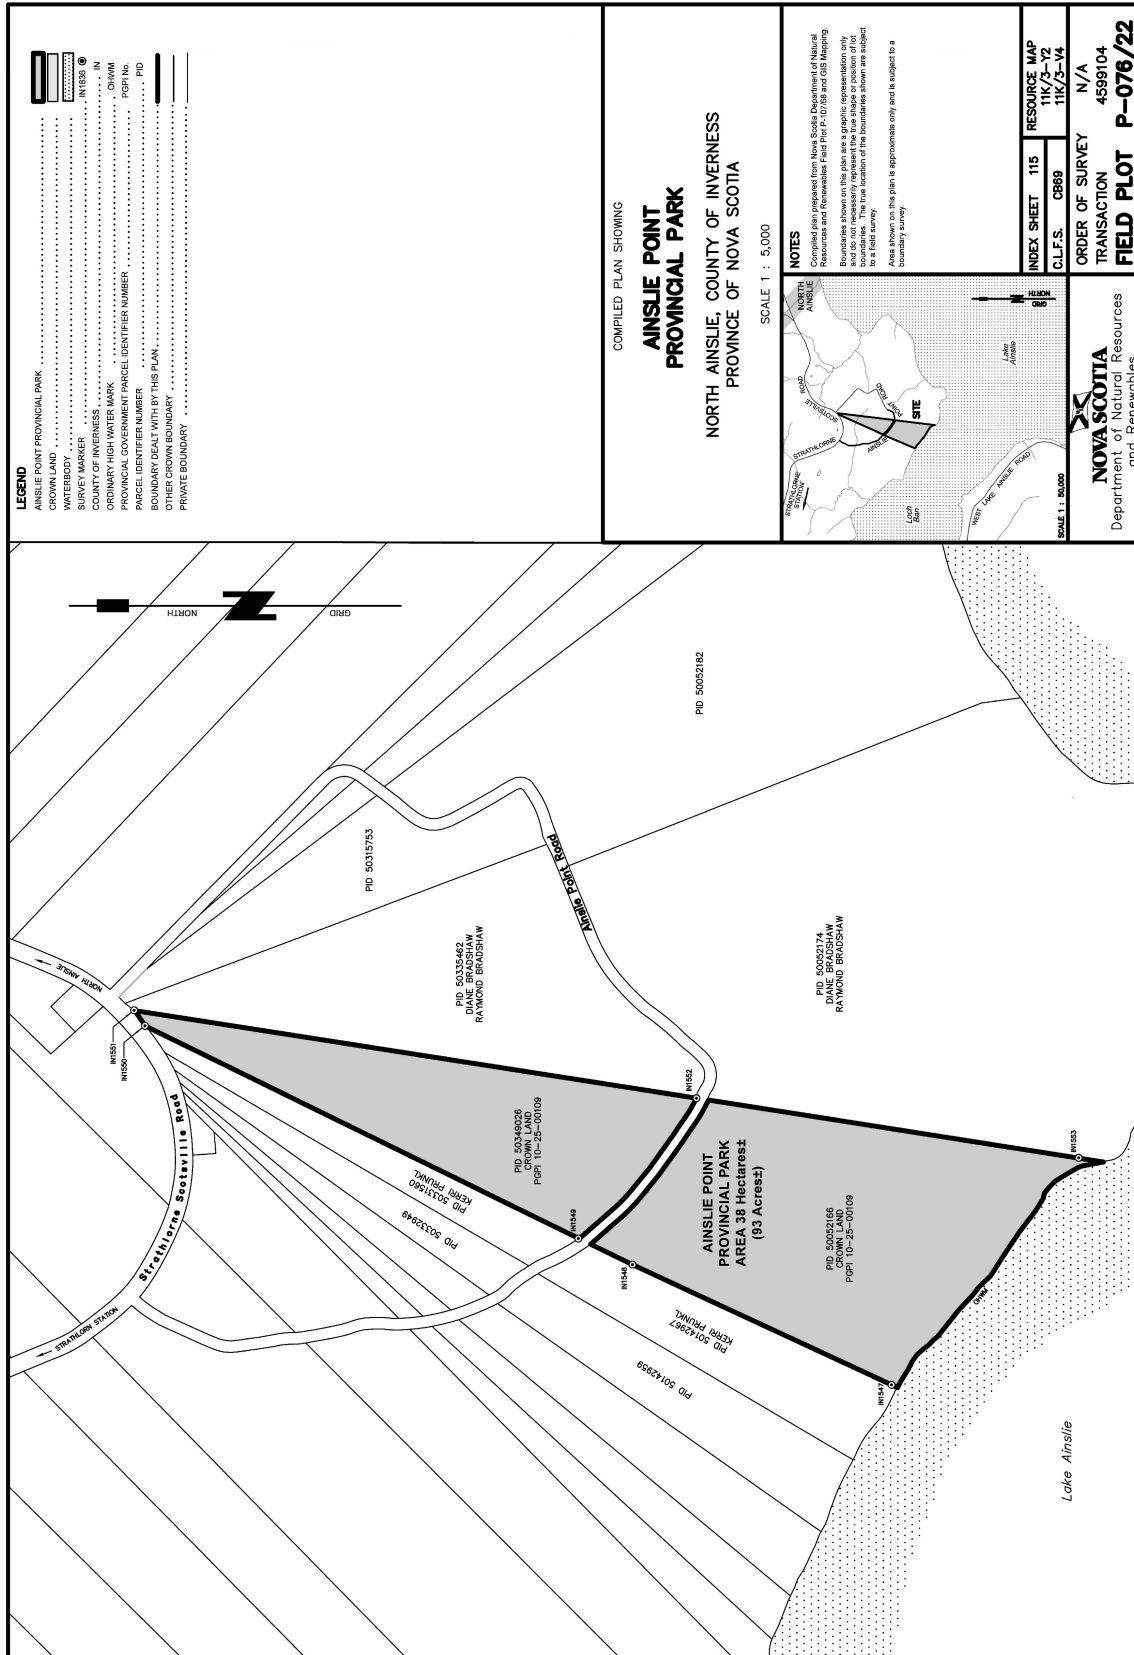 LEGEND
AINSLIE POINT PROVINCIAL PARK
CROWN LAND
WATERBODY
SURVEY MARKER IN1836
COUNTY OF INVERNESS IN
ORDINARY HIGH WATER MARK OHWM
PROVINCIAL GOVERNMENT PARCEL IDENTIFIER NUMBER PGPI No.
PARCEL IDENTIFIER NUMBER PID
BOUNDARY DEALT WITH BY THIS PLAN
OTHER CROWN BOUNDARY
PRIVATE BOUNDARY
COMPILED PLAN SHOWING
AINSLIE POINT
PROVINCIAL PARK
NORTH AINSLIE, COUNTY OF INVERNESS
PROVINCE OF NOVA SCOTIA
SCALE 1 : 5,000
NOTES
Compiled plan prepared from Nova Scotia Department of Natural
Resources and Renewables Field Plot P-107/68 and GIS Mapping.
Boundaries shown on this plan are a graphic representation only
and do not necessarily represent the true shape or position of lot
boundaries. The true location of the boundaries shown are subject
to a field survey.
Area shown on this plan is approximate only and is subject to a
boundary survey.
NORTH
AINSLIE
STRATHLORNE
SCOTSVILLE
ROAD
STRATHLORNE
STATION
AINSLIE
POINT ROAD
SITE
Loch
Ban
Lake
Ainslie
WEST LAKE AINSLIE ROAD
GRID
NORTH
SCALE 1 : 50,000
INDEX SHEET 115
C.L.F.S. CB69
RESOURCE MAP
11K/3-Y2
11K/3-V4
NOVA SCOTIA
Department of Natural Resources
and Renewables
ORDER OF SURVEY N/A
TRANSACTION 4599104
FIELD PLOT P-076/22
GRID
NORTH
NORTH AINSLIE
STRATHLORN STATION
Strathlorne Scotsville Road
Ainslie Point Road
IN1551
IN1550
IN1549
IN1548
IN1547
IN1552
IN1553
PID 50315753
PID 50052182
PID 50335462
DIANE BRADSHAW
RAYMOND BRADSHAW
PID 50052174
DIANE BRADSHAW
RAYMOND BRADSHAW
PID 50349026
CROWN LAND
PGPI 10-25-00109
PID 50331560
KERRI PRUNKL
PID 50332949
AINSLIE POINT
PROVINCIAL PARK
AREA 38 Hectares±
(93 Acres±)
PID 50052166
CROWN LAND
PGPI 10-25-00109
PID 50142967
KERRI PRUNKL
PID 50142959
OHWM
Lake Ainslie